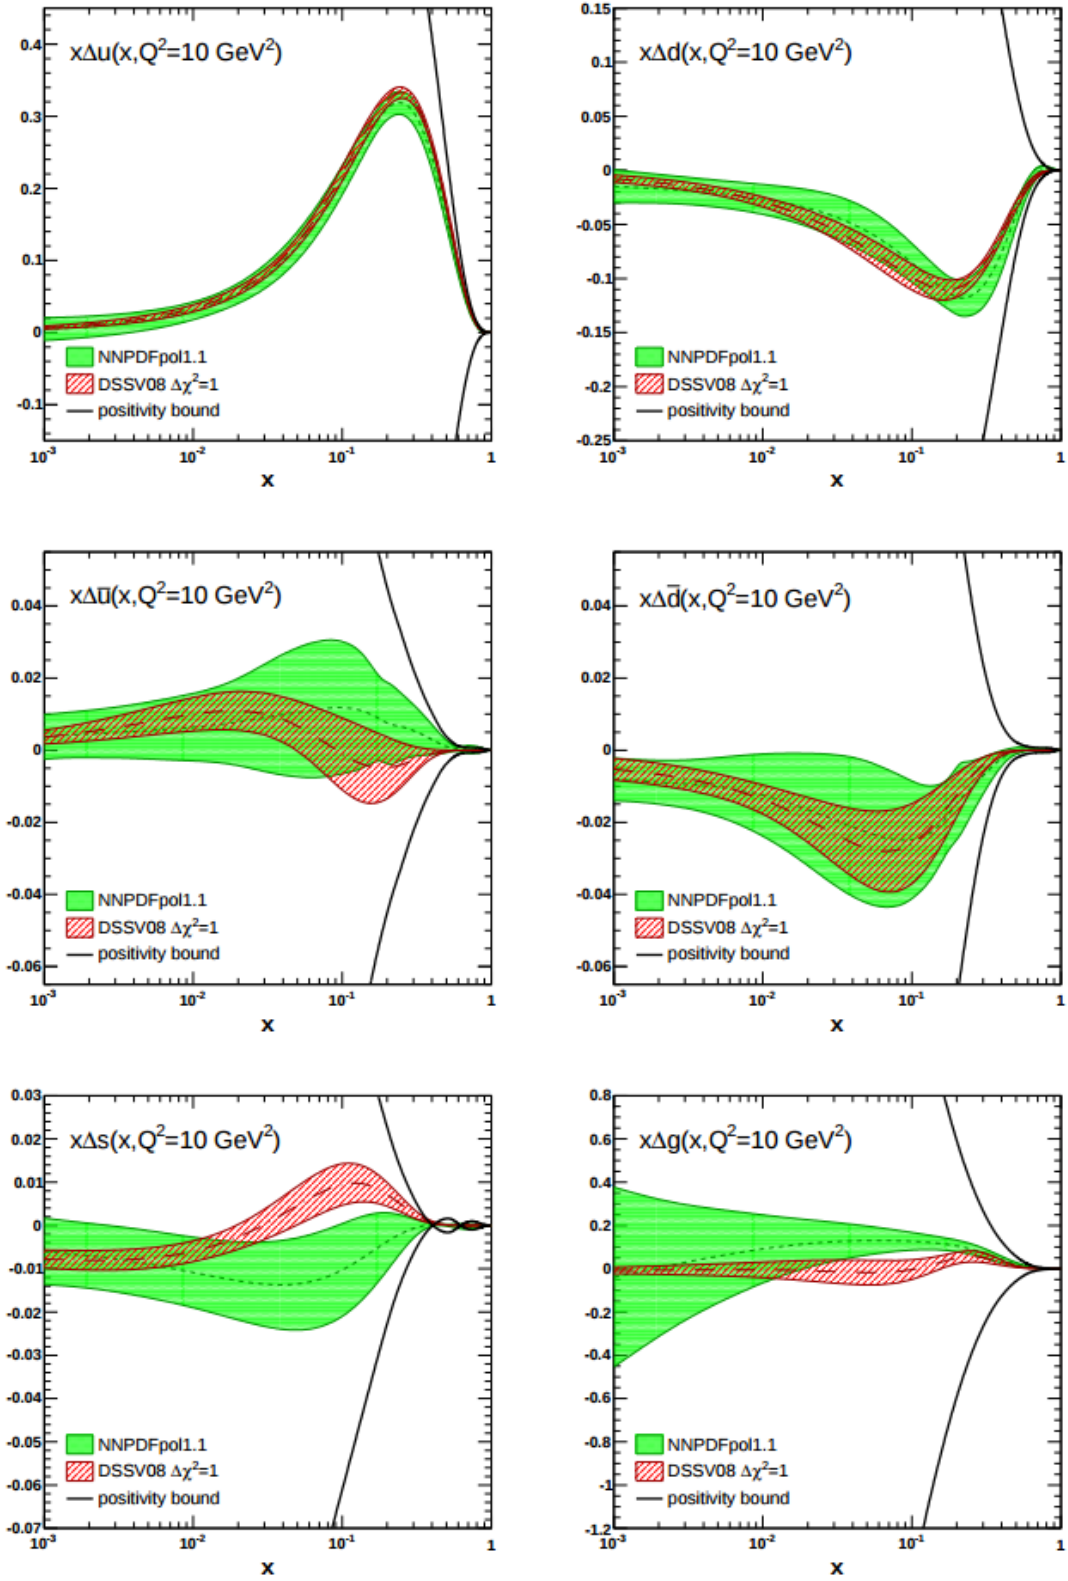 xΔu(x,Q²=10 GeV²)
0.4
0.3
0.2
0.1
0
-0.1
NNPDFpol1.1
DSSV08 Δχ²=1
positivity bound
10⁻³ 10⁻² 10⁻¹ 1
x
xΔd(x,Q²=10 GeV²)
0.15
0.1
0.05
0
-0.05
-0.1
-0.15
-0.2
-0.25
NNPDFpol1.1
DSSV08 Δχ²=1
positivity bound
10⁻³ 10⁻² 10⁻¹ 1
x
xΔū(x,Q²=10 GeV²)
0.04
0.02
0
-0.02
-0.04
-0.06
NNPDFpol1.1
DSSV08 Δχ²=1
positivity bound
10⁻³ 10⁻² 10⁻¹ 1
x
xΔd̄(x,Q²=10 GeV²)
0.04
0.02
0
-0.02
-0.04
-0.06
NNPDFpol1.1
DSSV08 Δχ²=1
positivity bound
10⁻³ 10⁻² 10⁻¹ 1
x
xΔs(x,Q²=10 GeV²)
0.03
0.02
0.01
0
-0.01
-0.02
-0.03
-0.04
-0.05
-0.06
-0.07
NNPDFpol1.1
DSSV08 Δχ²=1
positivity bound
10⁻³ 10⁻² 10⁻¹ 1
x
xΔg(x,Q²=10 GeV²)
0.8
0.6
0.4
0.2
0
-0.2
-0.4
-0.6
-0.8
-1
-1.2
NNPDFpol1.1
DSSV08 Δχ²=1
positivity bound
10⁻³ 10⁻² 10⁻¹ 1
x